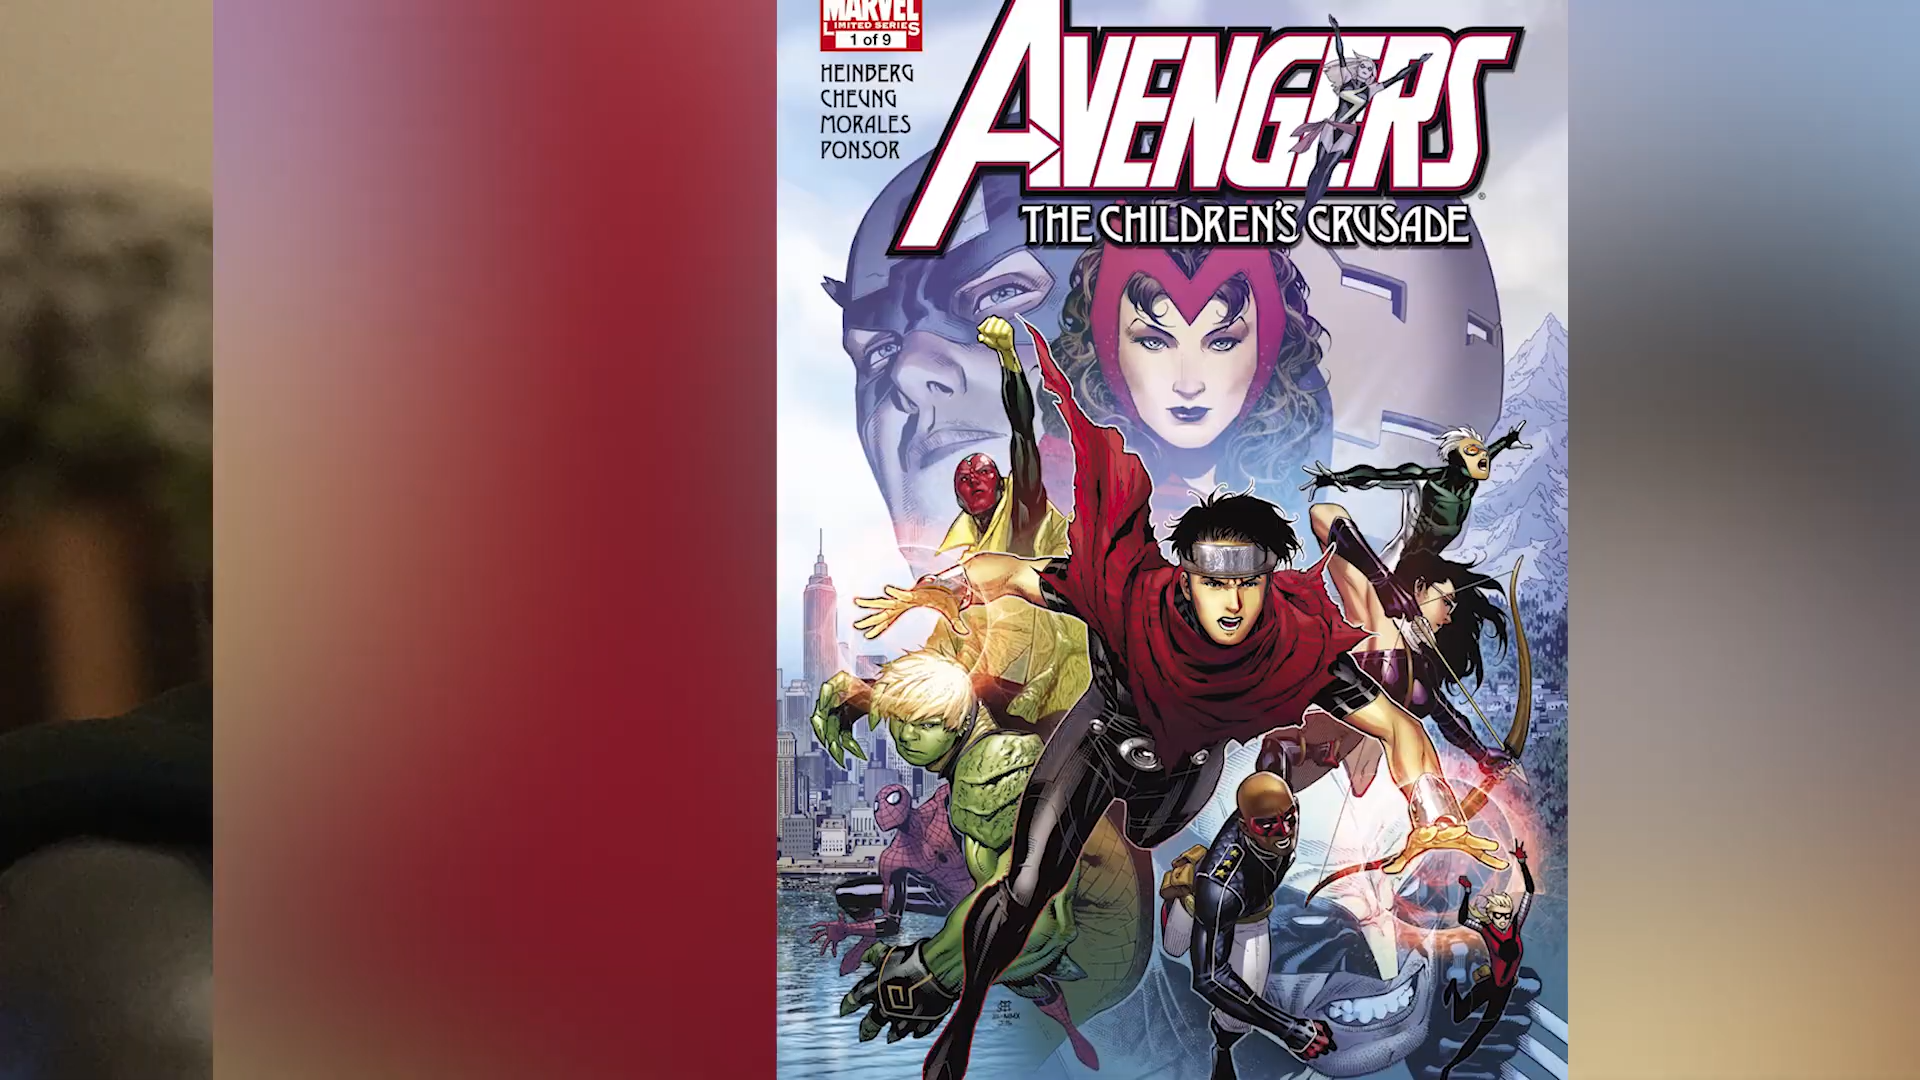 MARVEL
LIMITED SERIES
1 of 9
HEINBERG
CHEUNG
MORALES
PONSOR
AVENGERS
THE CHILDREN'S CRUSADE